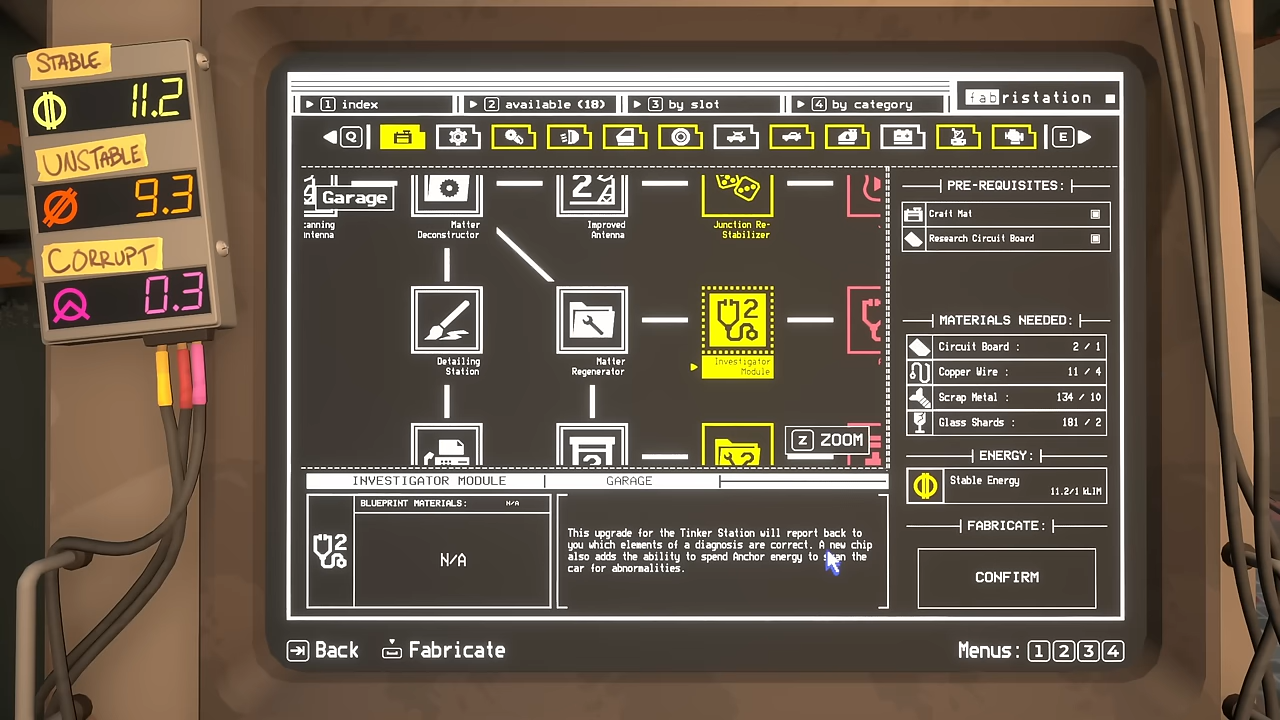 STABLE
11.2
UNSTABLE
9.3
CORRUPT
0.3
1 index
2 available (18)
3 by slot
4 by category
fabristation
Q
E
Garage
Matter
Deconstructor
2
Improved
Antenna
Junction Re-
Stabilizer
Detailing
Station
Matter
Regenerator
2
Investigator
Module
2
Z ZOOM
PRE-REQUISITES:
Craft Mat
Research Circuit Board
MATERIALS NEEDED:
Circuit Board : 2 / 1
Copper Wire : 11 / 4
Scrap Metal : 134 / 10
Glass Shards : 181 / 2
ENERGY:
Stable Energy
11.2/1 kLIM
FABRICATE:
CONFIRM
INVESTIGATOR MODULE
GARAGE
BLUEPRINT MATERIALS: N/A
2
N/A
This upgrade for the Tinker Station will report back to
you which elements of a diagnosis are correct. A new chip
also adds the ability to spend Anchor energy to the
car for abnormalities.
Back
Fabricate
Menus: 1 2 3 4